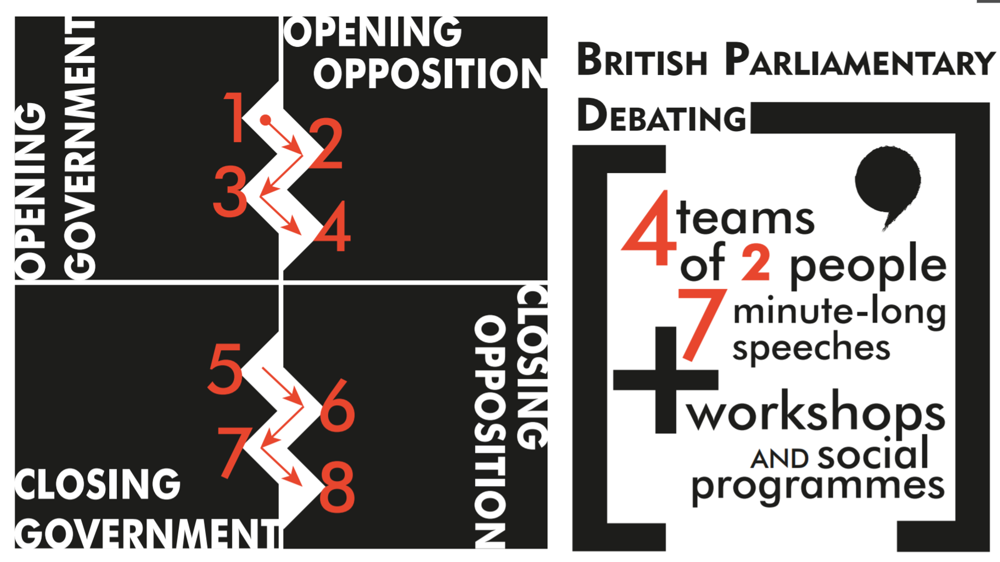 OPENING
GOVERNMENT
OPENING
OPPOSITION
1
2
3
4
5
6
7
8
CLOSING
GOVERNMENT
CLOSING
OPPOSITION
BRITISH PARLIAMENTARY
DEBATING
4 teams
of 2 people
7 minute-long
speeches
+
workshops
AND social
programmes